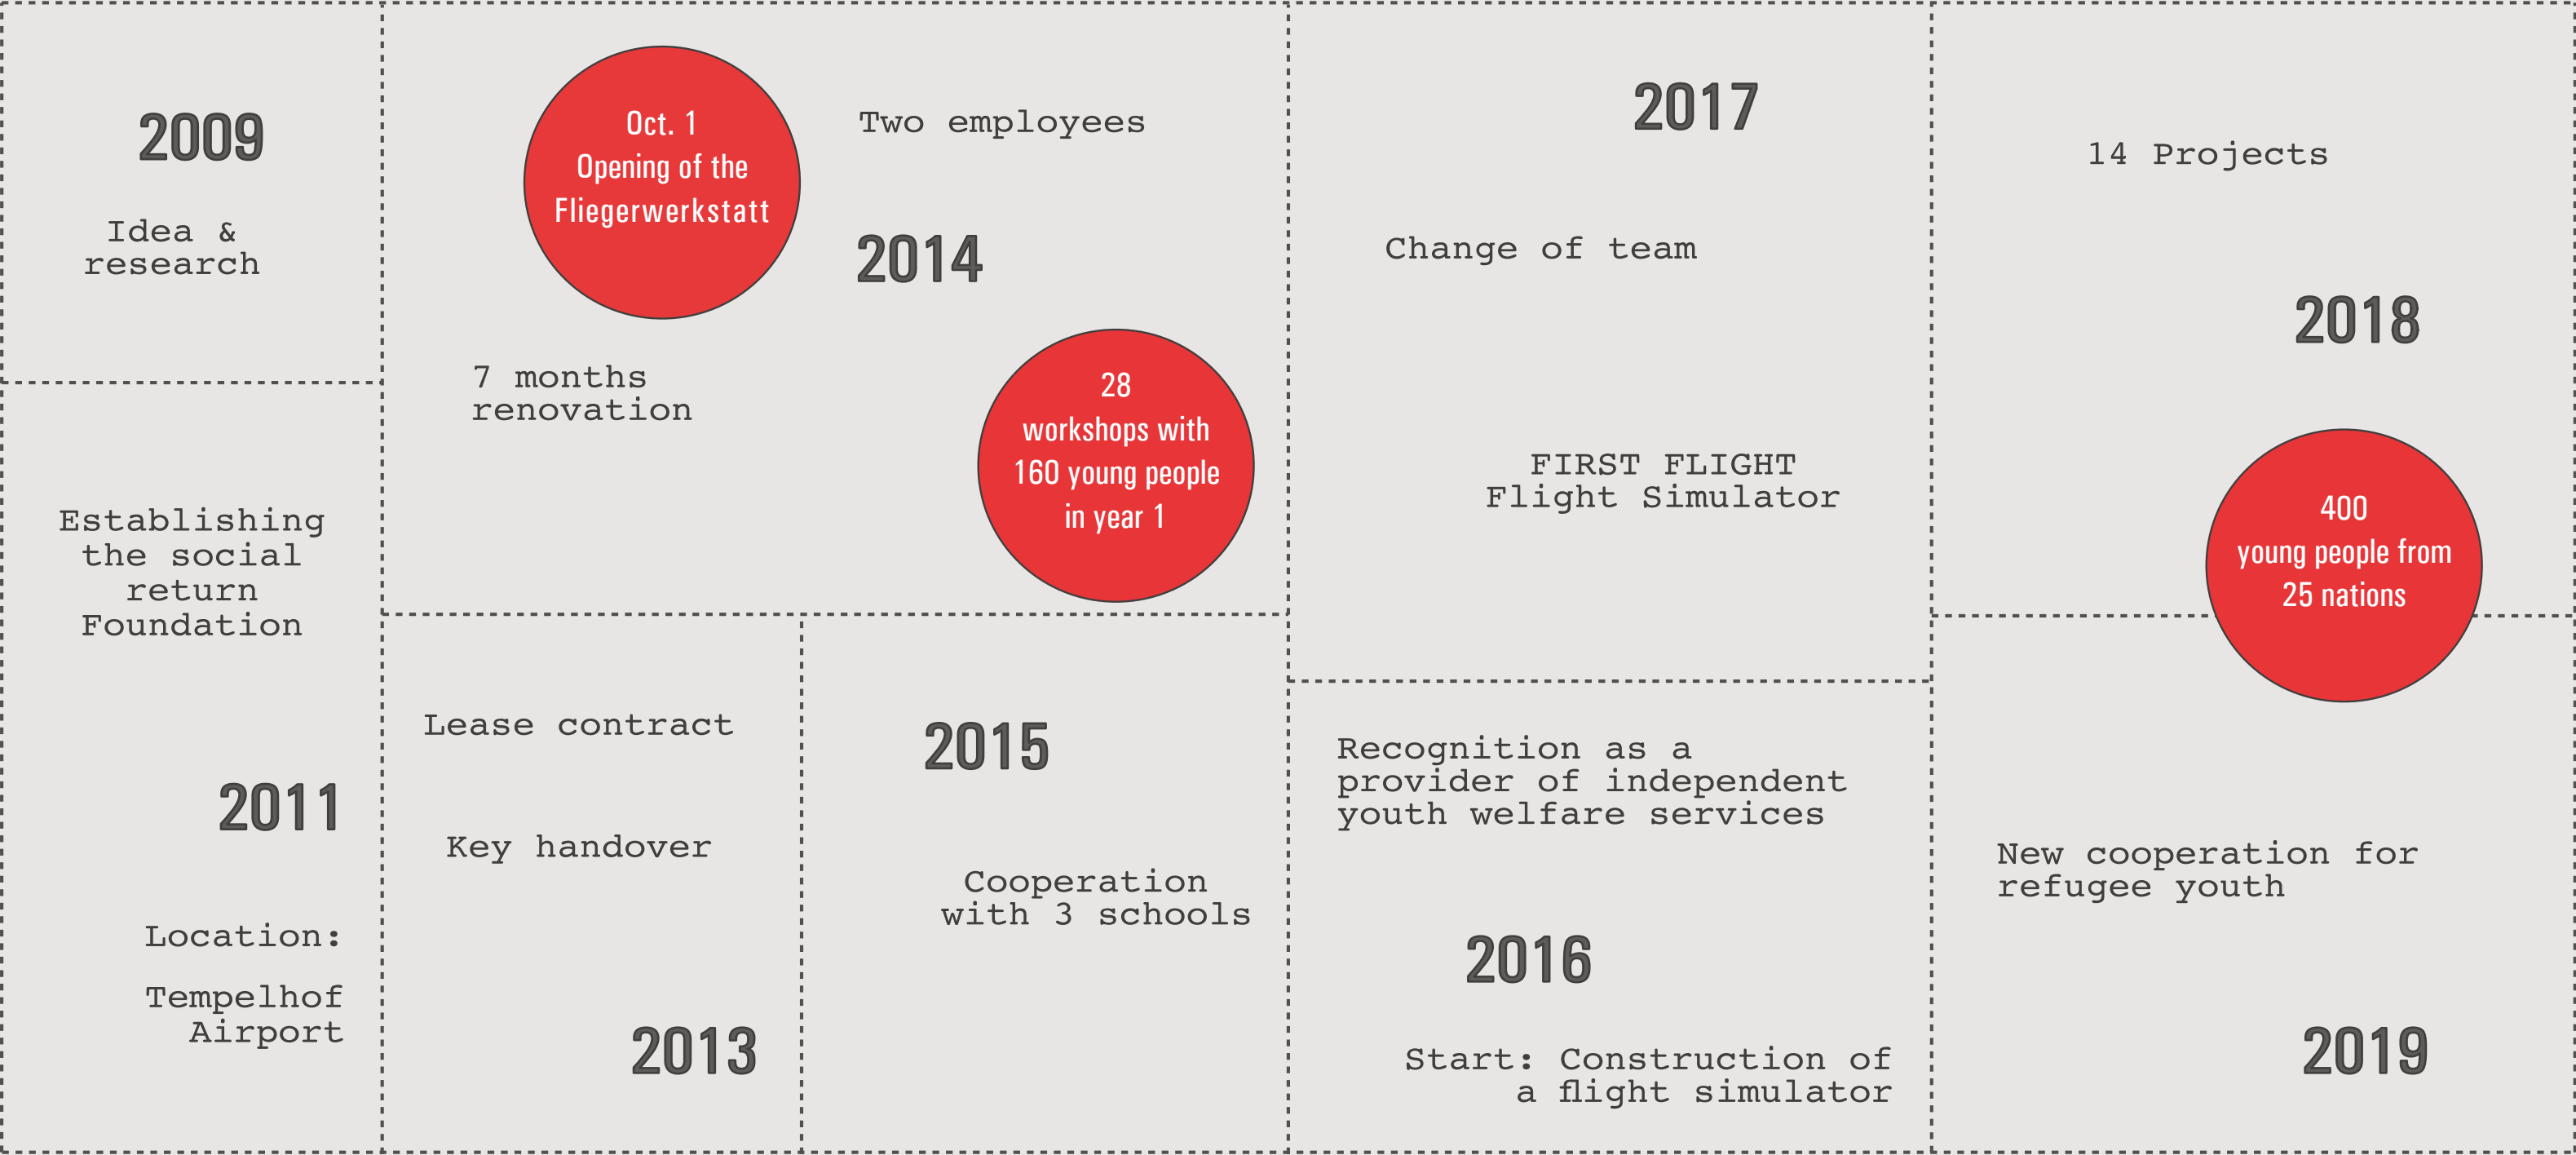 2009
Idea &
research
Establishing
the social
return
Foundation
2011
Location:
Tempelhof
Airport
Oct. 1
Opening of the
Fliegerwerkstatt
Two employees
2014
7 months
renovation
28
workshops with
160 young people
in year 1
Lease contract
Key handover
2013
2015
Cooperation
with 3 schools
2017
Change of team
FIRST FLIGHT
Flight Simulator
Recognition as a
provider of independent
youth welfare services
2016
Start: Construction of
a flight simulator
14 Projects
2018
400
young people from
25 nations
New cooperation for
refugee youth
2019